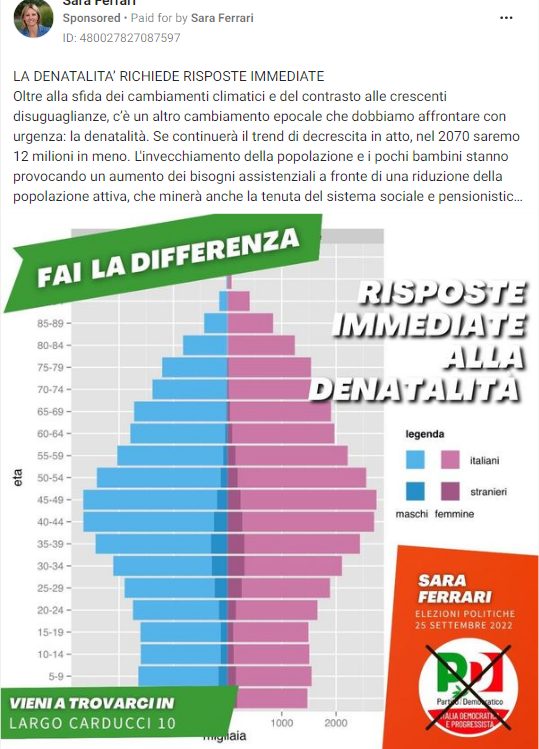 Sara Ferrari
Sponsored • Paid for by Sara Ferrari
ID: 480027827087597
LA DENATALITA' RICHIEDE RISPOSTE IMMEDIATE
Oltre alla sfida dei cambiamenti climatici e del contrasto alle crescenti
disuguaglianze, c'è un altro cambiamento epocale che dobbiamo affrontare con
urgenza: la denatalità. Se continuerà il trend di decrescita in atto, nel 2070 saremo
12 milioni in meno. L'invecchiamento della popolazione e i pochi bambini stanno
provocando un aumento dei bisogni assistenziali a fronte di una riduzione della
popolazione attiva, che minerà anche la tenuta del sistema sociale e pensionistic...
FAI LA DIFFERENZA
RISPOSTE
IMMEDIATE
ALLA
DENATALITÀ
85-89
80-84
75-79
70-74
65-69
60-64
55-59
50-54
45-49
40-44
35-39
30-34
25-29
20-24
15-19
10-14
5-9
eta
legenda
italiani
stranieri
maschi femmine
1000
2000
migliaia
VIENI A TROVARCI IN
LARGO CARDUCCI 10
SARA
FERRARI
ELEZIONI POLITICHE
25 SETTEMBRE 2022
PD
Partito Democratico
ITALIA DEMOCRATICA
E PROGRESSISTA